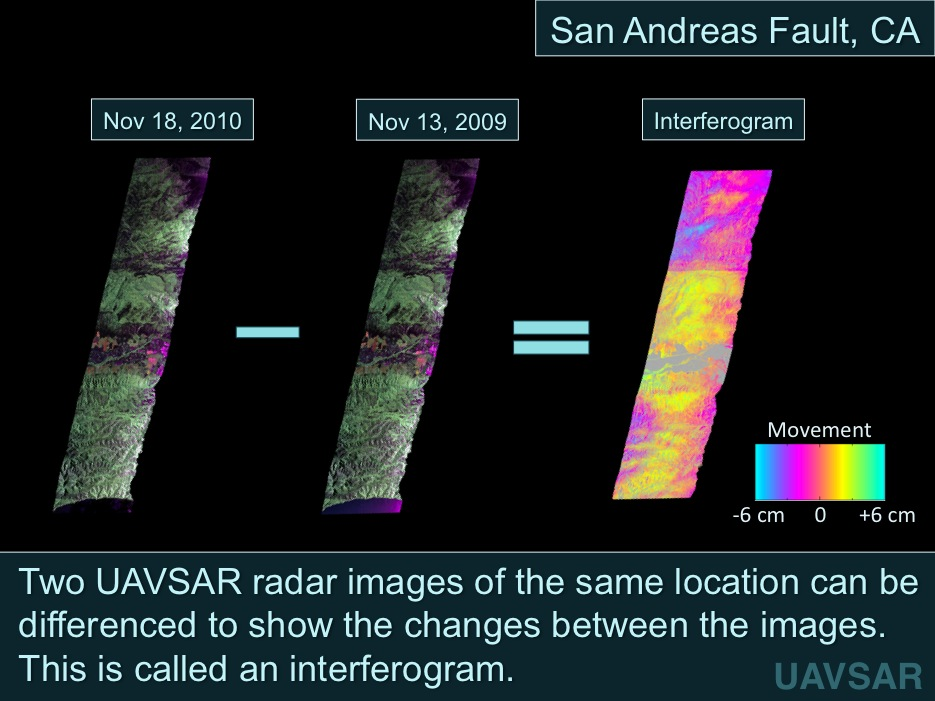 San Andreas Fault, CA
Nov 18, 2010
Nov 13, 2009
Interferogram
Movement
-6 cm 0 +6 cm
Two UAVSAR radar images of the same location can be
differenced to show the changes between the images.
This is called an interferogram.
UAVSAR